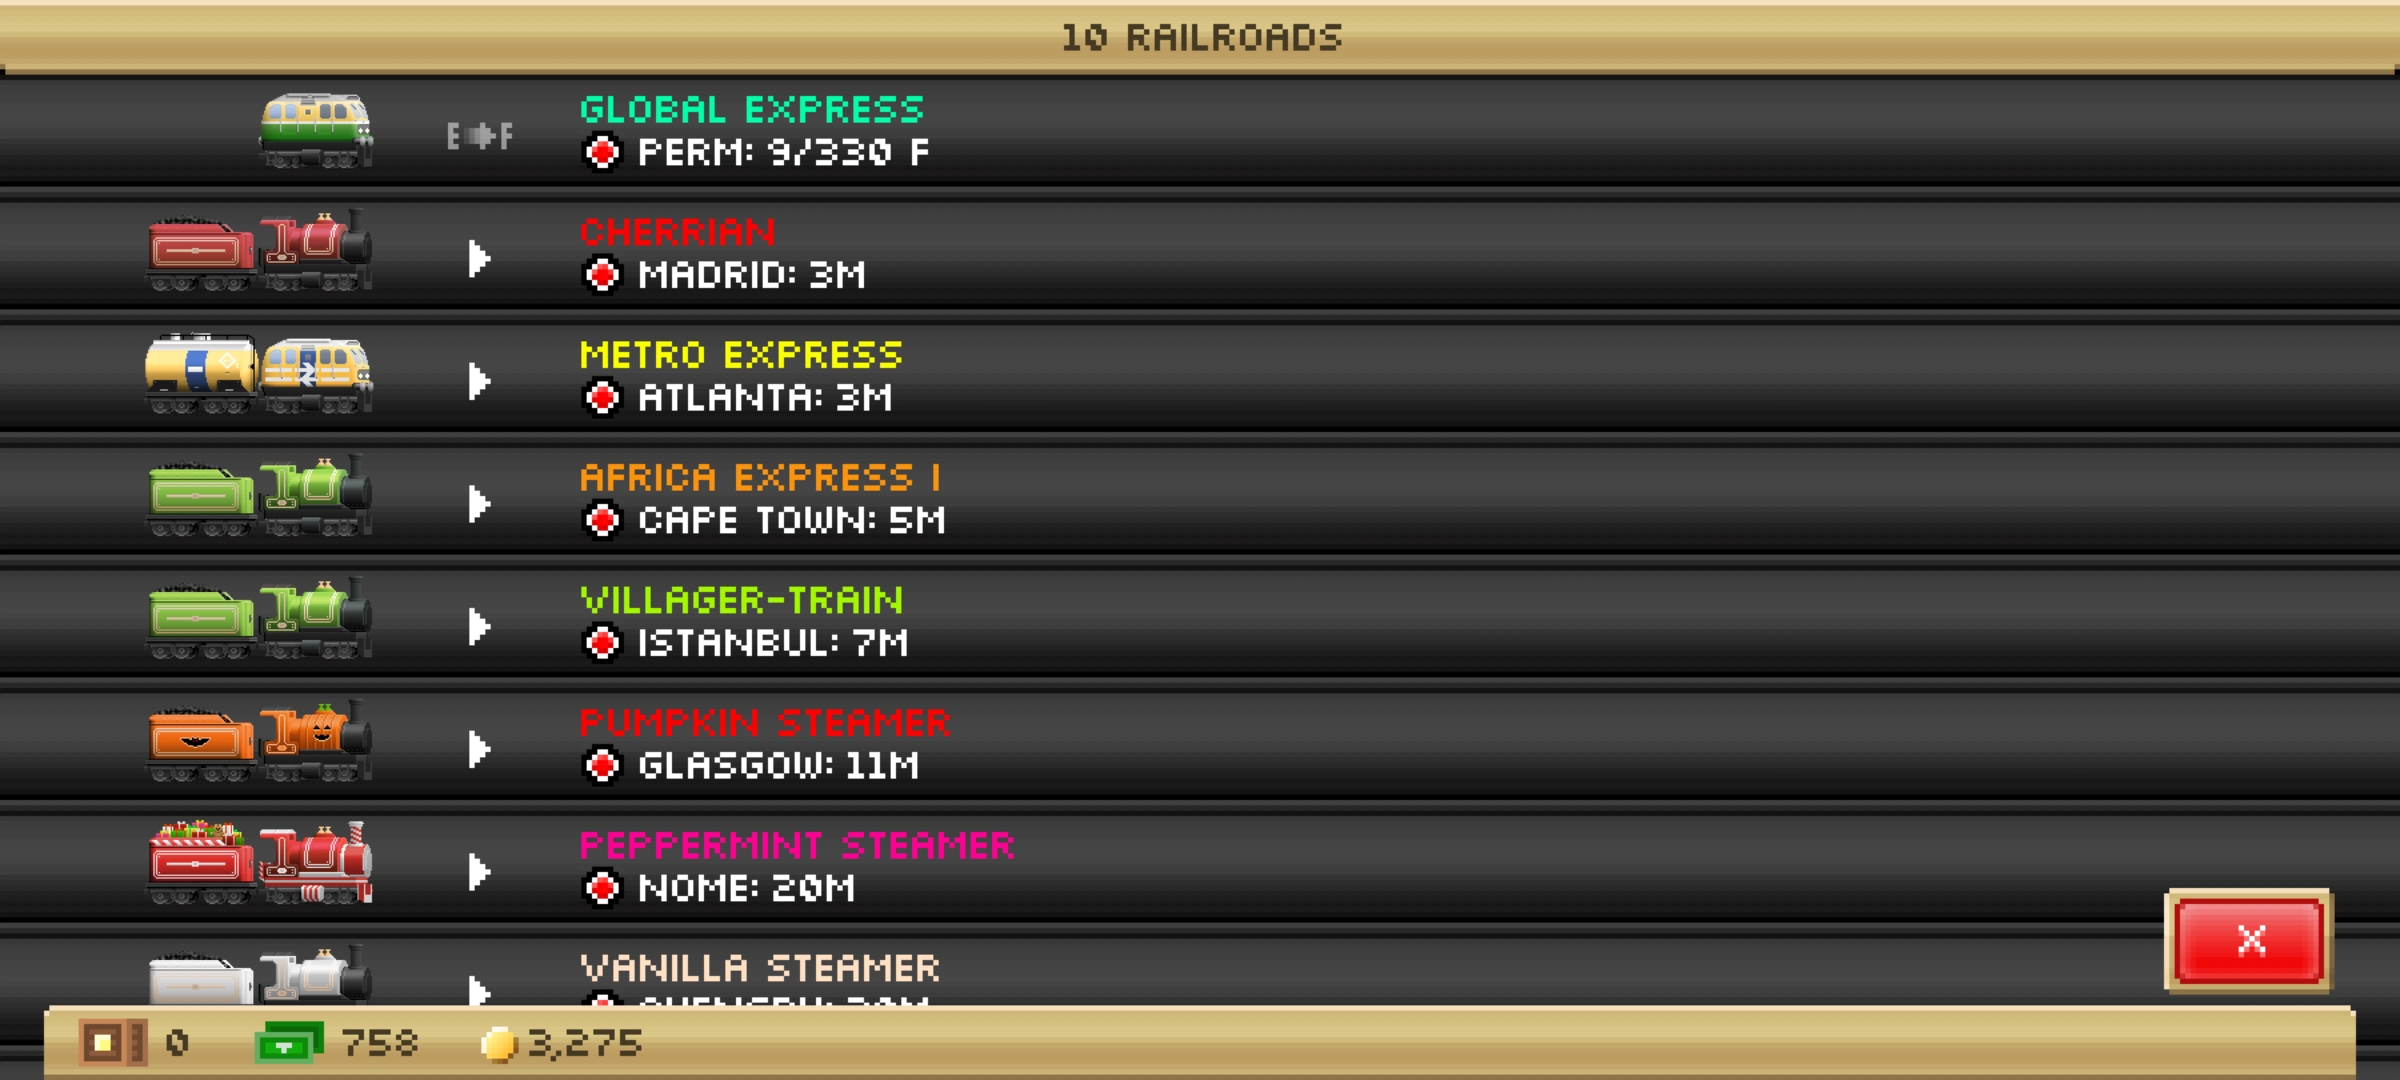 10 RAILROADS
GLOBAL EXPRESS
E F
PERM: 9/330 F
CHERRIAN
MADRID: 3M
METRO EXPRESS
ATLANTA: 3M
AFRICA EXPRESS I
CAPE TOWN: 5M
VILLAGER-TRAIN
ISTANBUL: 7M
PUMPKIN STEAMER
GLASGOW: 11M
PEPPERMINT STEAMER
NOME: 20M
VANILLA STEAMER
X
0 758 3,275